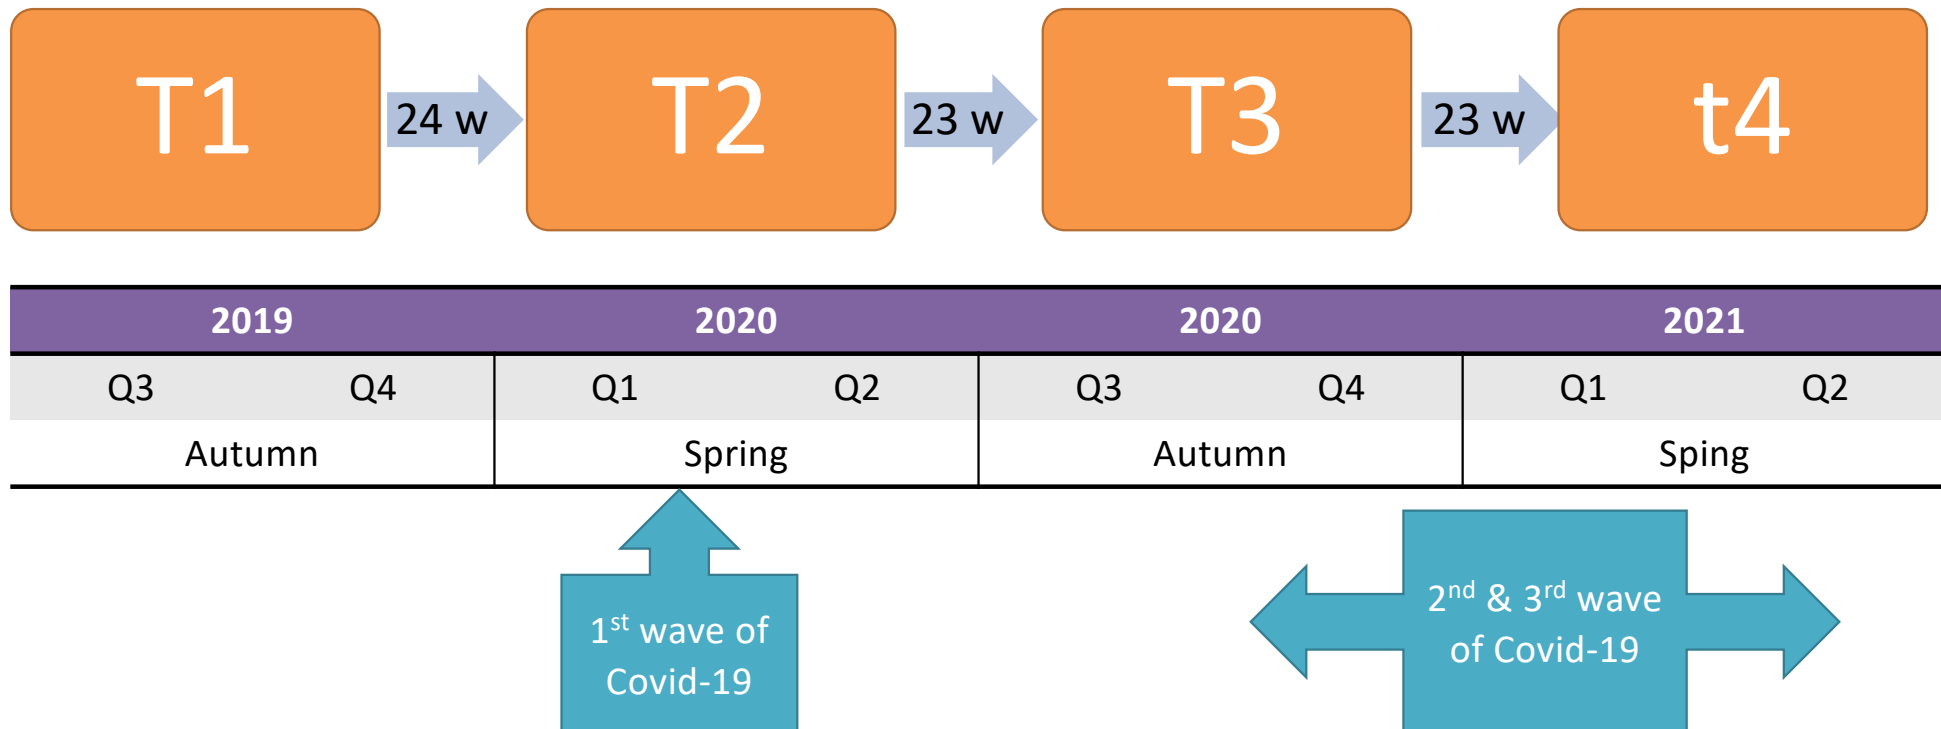 T1 24 w T2 23 w T3 23 w t4
2019 2020 2020 2021
Q3 Q4 Q1 Q2 Q3 Q4 Q1 Q2
Autumn Spring Autumn Sping
1st wave of
Covid-19
2nd & 3rd wave
of Covid-19